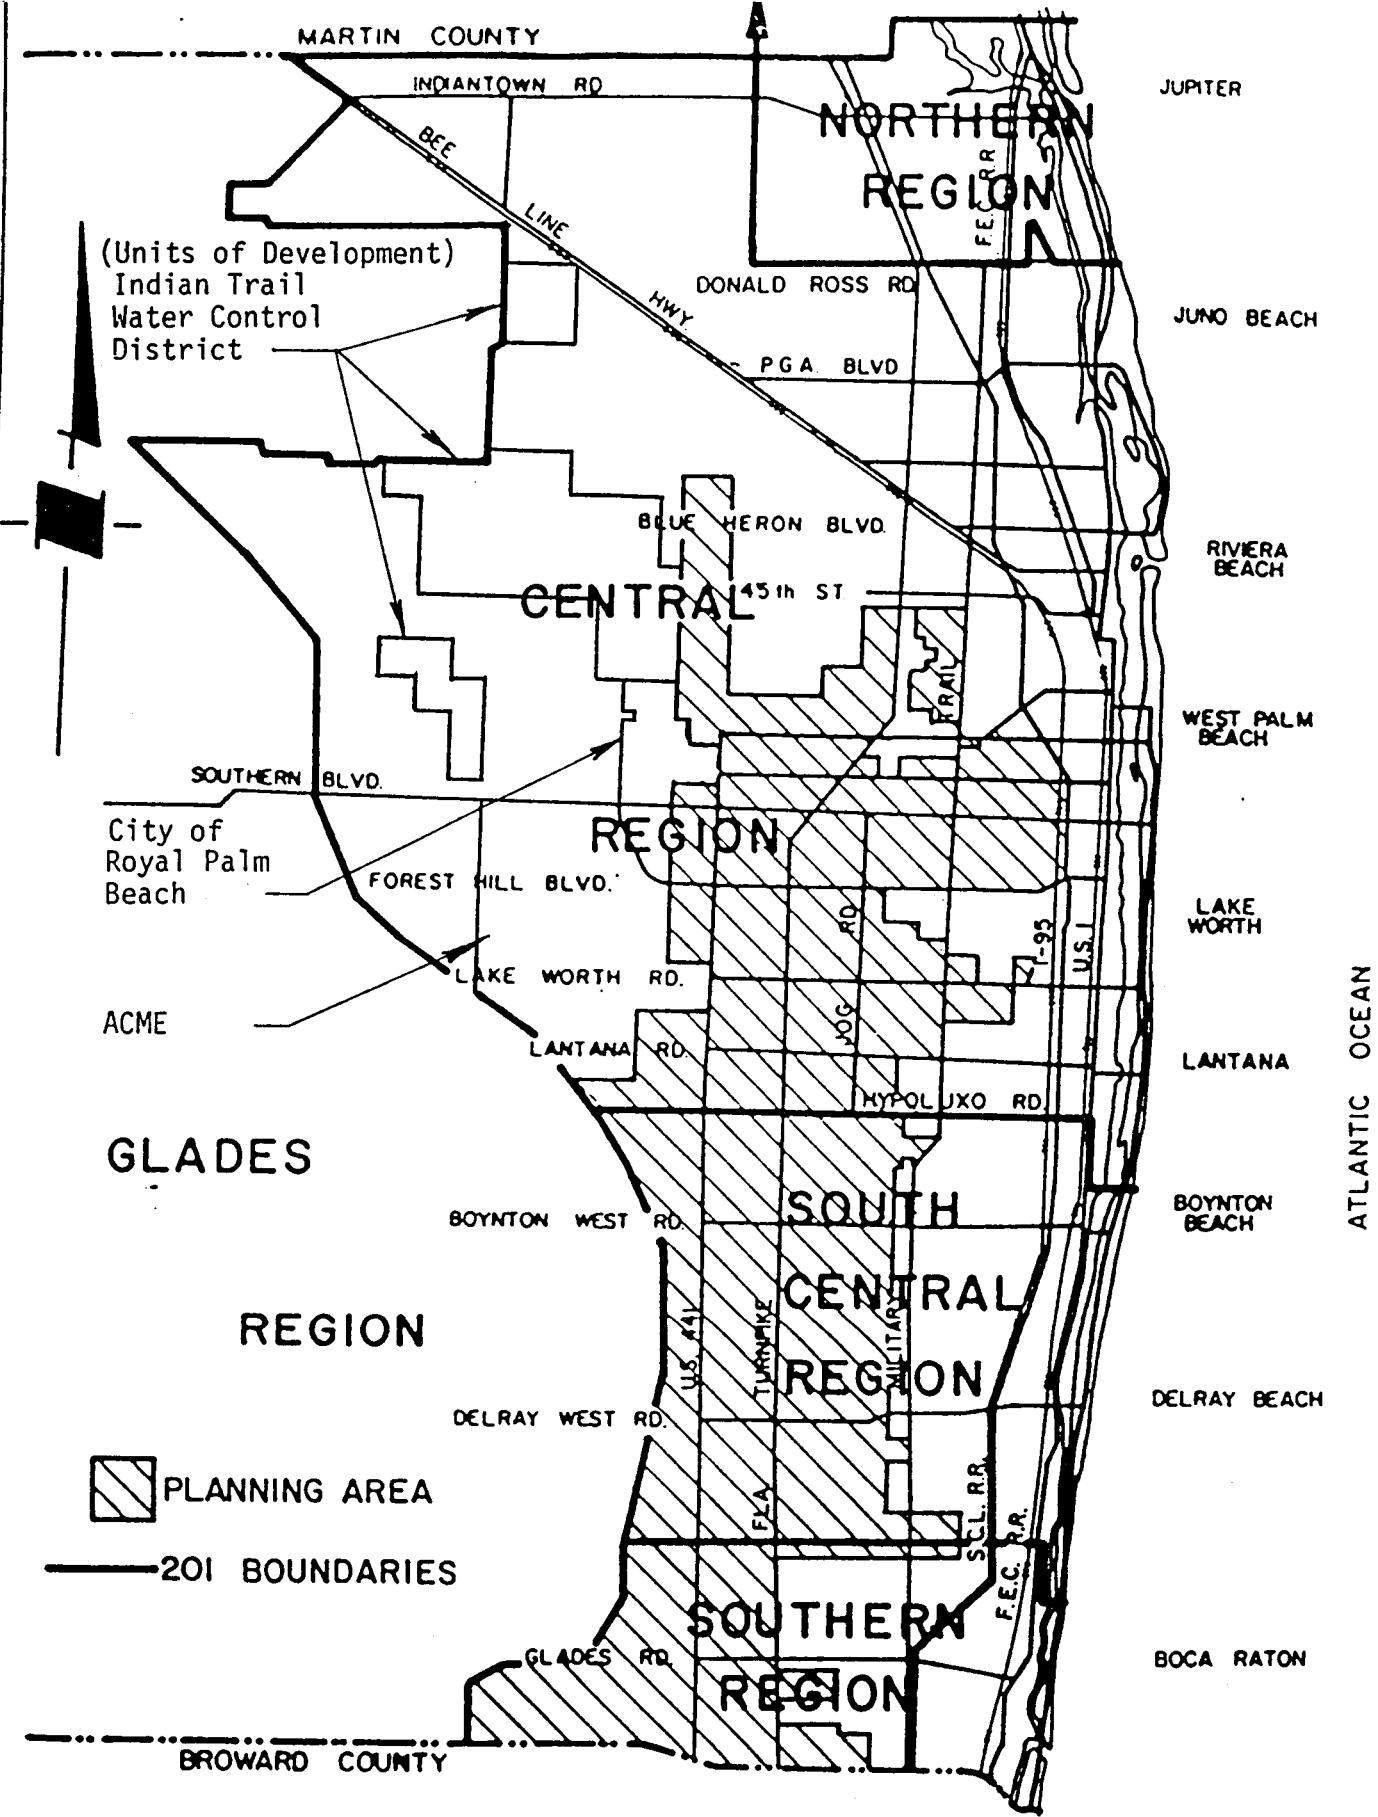 MARTIN COUNTY
INDIANTOWN RD
JUPITER
NORTHERN
REGION
BEE
LINE
HWY.
F.E.C. R.R
(Units of Development)
Indian Trail
Water Control
District
DONALD ROSS RD.
JUNO BEACH
P.G.A. BLVD
BLUE HERON BLVD.
RIVIERA
BEACH
CENTRAL
45th ST.
TRAIL
WEST PALM
BEACH
SOUTHERN BLVD.
City of
Royal Palm
Beach
REGION
FOREST HILL BLVD.
LAKE
WORTH
JOG RD.
I-95
U.S. 1
LAKE WORTH RD.
ACME
LANTANA RD.
LANTANA
ATLANTIC OCEAN
HYPOLUXO RD.
GLADES
REGION
SOUTH
CENTRAL
REGION
BOYNTON WEST RD.
BOYNTON
BEACH
U.S. 441
FLA. TURNPIKE
MILITARY
DELRAY WEST RD.
DELRAY BEACH
PLANNING AREA
201 BOUNDARIES
S.C.L. R.R.
F.E.C. R.R.
SOUTHERN
REGION
GLADES RD.
BOCA RATON
BROWARD COUNTY